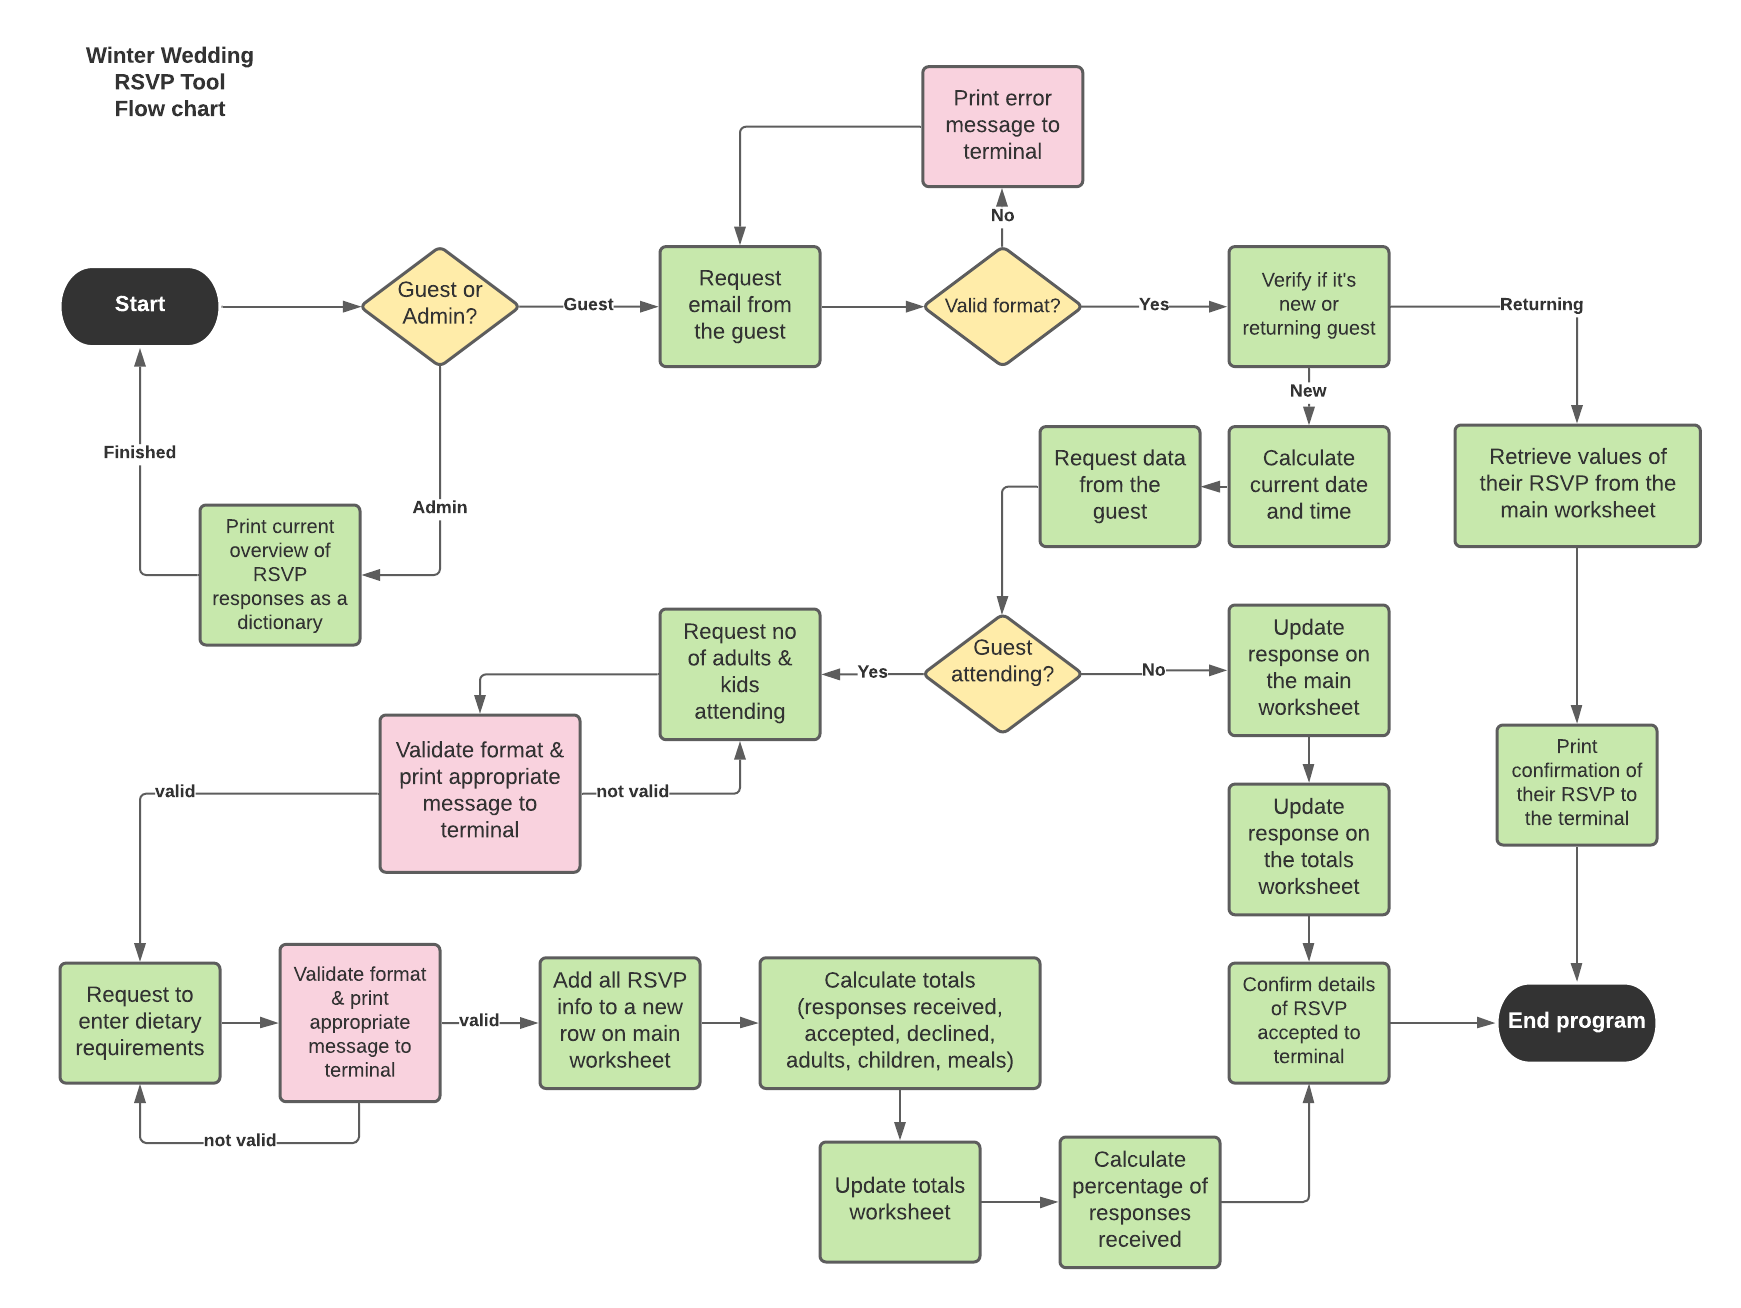 Winter Wedding
RSVP Tool
Flow chart
Print error
message to
terminal
No
Start
Guest or
Admin?
Guest
Request
email from
the guest
Valid format?
Yes
Verify if it's
new or
returning guest
Returning
New
Finished
Admin
Request data
from the
guest
Calculate
current date
and time
Retrieve values of
their RSVP from the
main worksheet
Print current
overview of
RSVP
responses as a
dictionary
Request no
of adults &
kids
attending
Yes
Guest
attending?
No
Update
response on
the main
worksheet
Validate format &
print appropriate
message to
terminal
valid
not valid
Update
response on
the totals
worksheet
Print
confirmation of
their RSVP to
the terminal
Request to
enter dietary
requirements
Validate format
& print
appropriate
message to
terminal
valid
not valid
Add all RSVP
info to a new
row on main
worksheet
Calculate totals
(responses received,
accepted, declined,
adults, children, meals)
Confirm details
of RSVP
accepted to
terminal
End program
Update totals
worksheet
Calculate
percentage of
responses
received